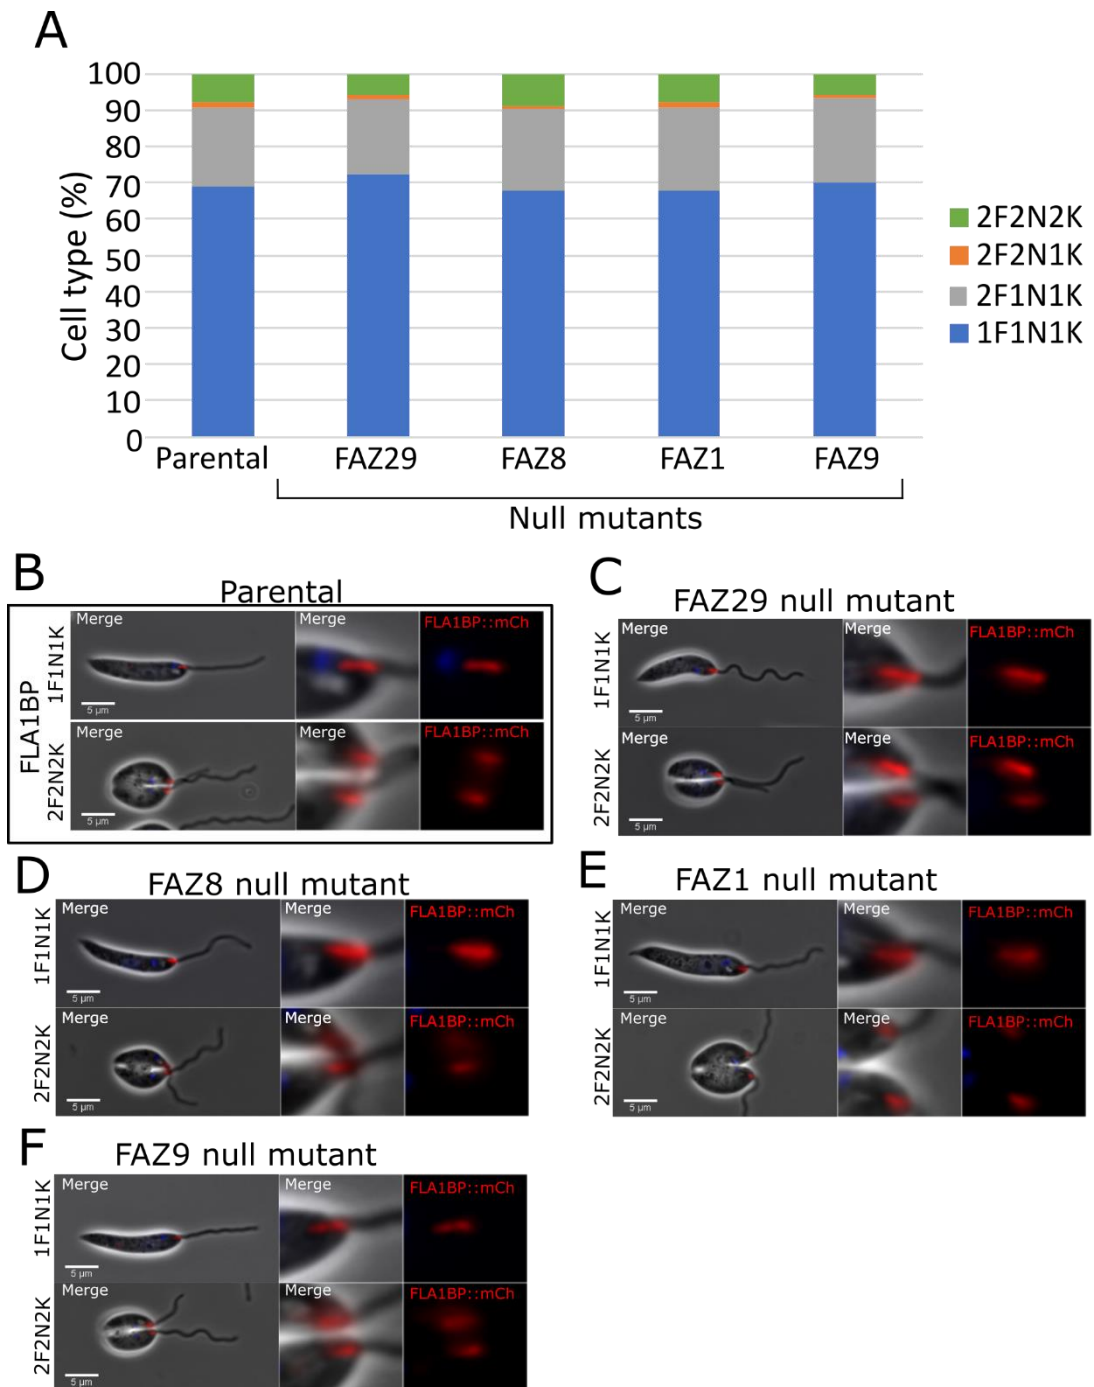 A
100
90
80
70
60
50
40
30
20
10
0
Cell type (%)
Parental
FAZ29
FAZ8
FAZ1
FAZ9
Null mutants
2F2N2K
2F2N1K
2F1N1K
1F1N1K
B
Parental
FLA1BP
1F1N1K
Merge
5 µm
Merge
FLA1BP::mCh
2F2N2K
Merge
5 µm
Merge
FLA1BP::mCh
C
FAZ29 null mutant
1F1N1K
Merge
5 µm
Merge
FLA1BP::mCh
2F2N2K
Merge
5 µm
Merge
FLA1BP::mCh
D
FAZ8 null mutant
1F1N1K
Merge
5 µm
Merge
FLA1BP::mCh
2F2N2K
Merge
5 µm
Merge
FLA1BP::mCh
E
FAZ1 null mutant
1F1N1K
Merge
5 µm
Merge
FLA1BP::mCh
2F2N2K
Merge
5 µm
Merge
FLA1BP::mCh
F
FAZ9 null mutant
1F1N1K
Merge
5 µm
Merge
FLA1BP::mCh
2F2N2K
Merge
5 µm
Merge
FLA1BP::mCh